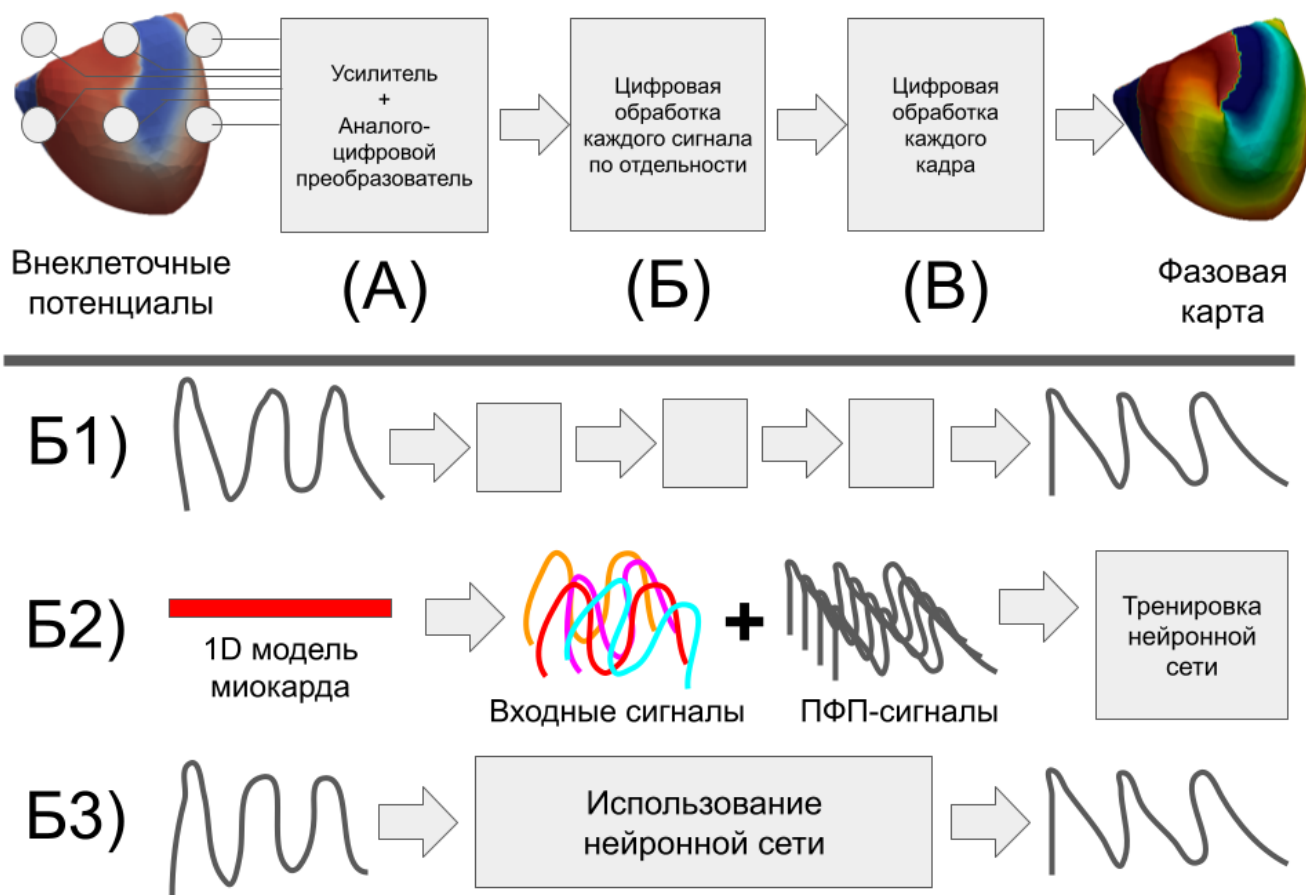 Усилитель
+
Аналого-
цифровой
преобразователь
Цифровая
обработка
каждого сигнала
по отдельности
Цифровая
обработка
каждого
кадра
Внеклеточные
потенциалы
(А)
(Б)
(В)
Фазовая
карта
Б1)
Б2)
1D модель
миокарда
+
Входные сигналы
ПФП-сигналы
Тренировка
нейронной
сети
Б3)
Использование
нейронной сети